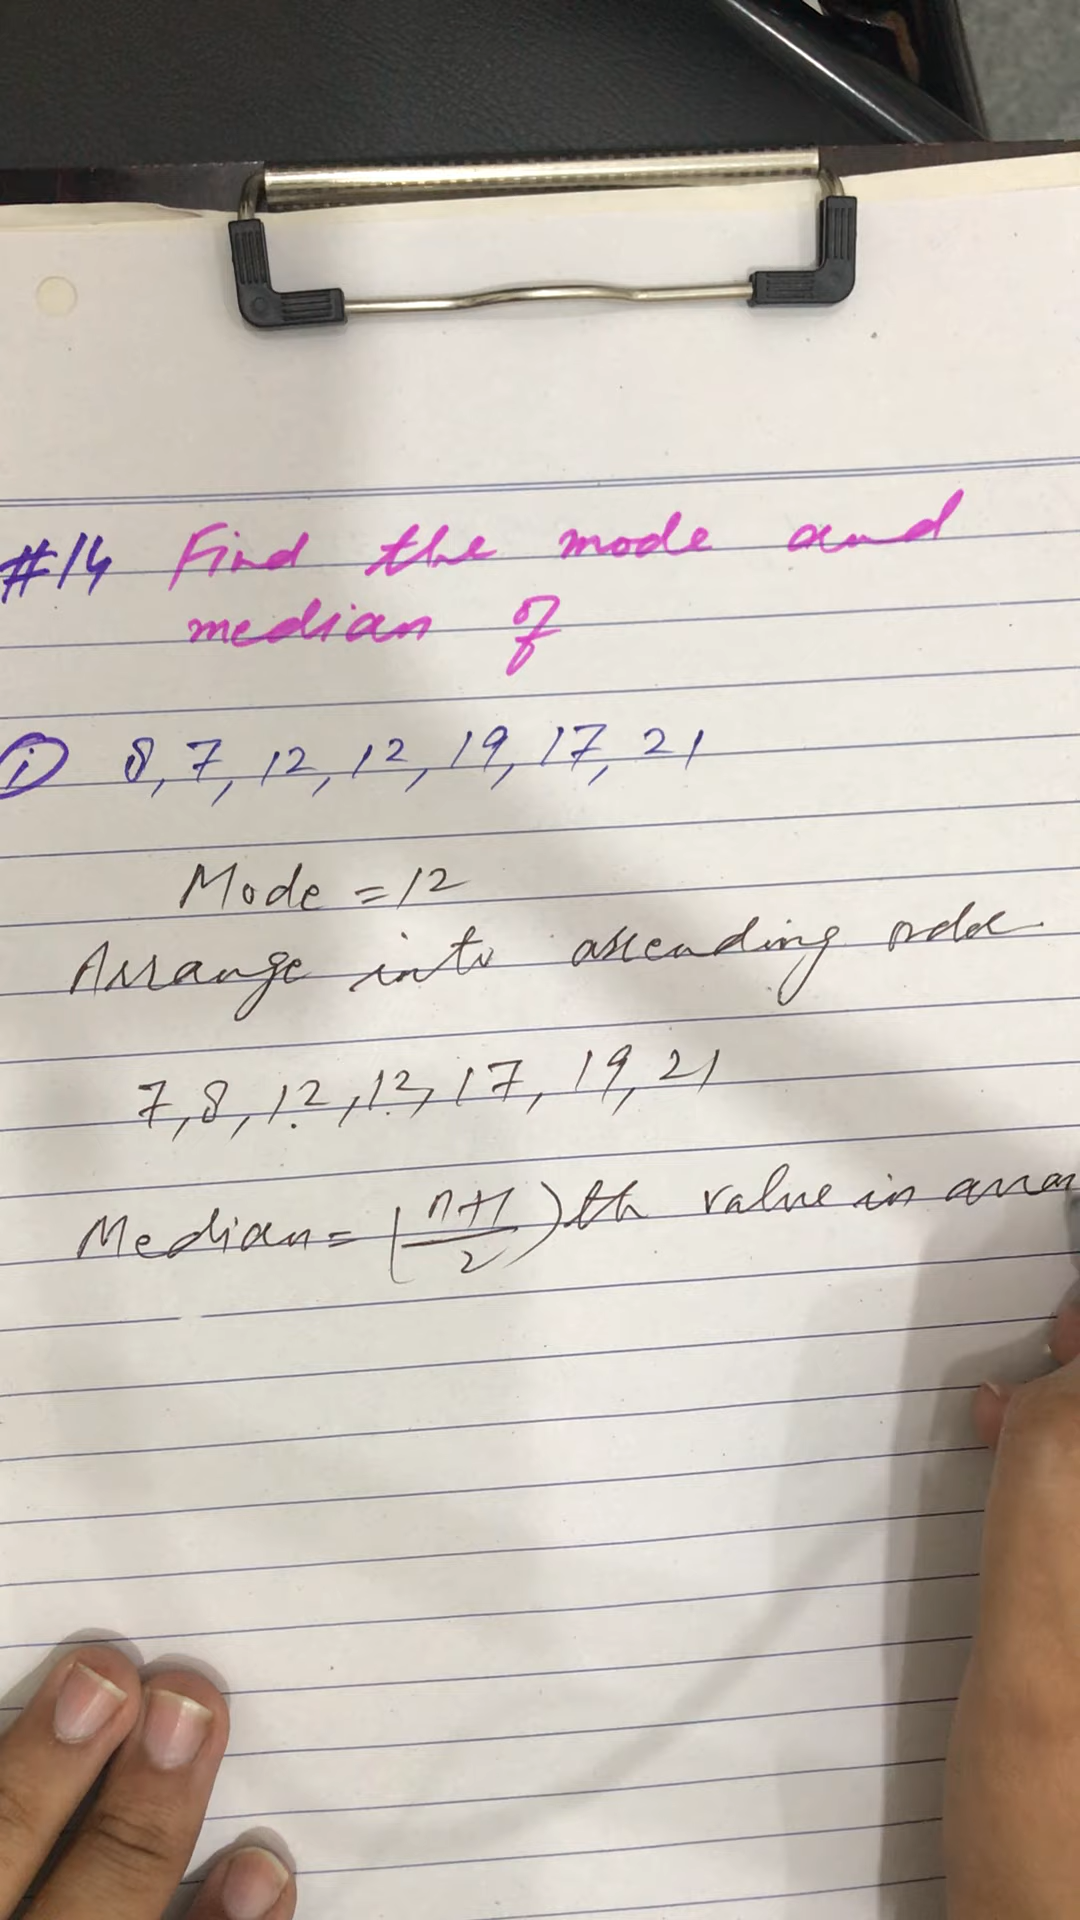 #14 Find the mode and
median of
i 8, 7, 12, 12, 19, 17, 21
Mode = 12
Arrange into ascending order
7, 8, 12, 12, 17, 19, 21
Median = (n+1/2)th value in